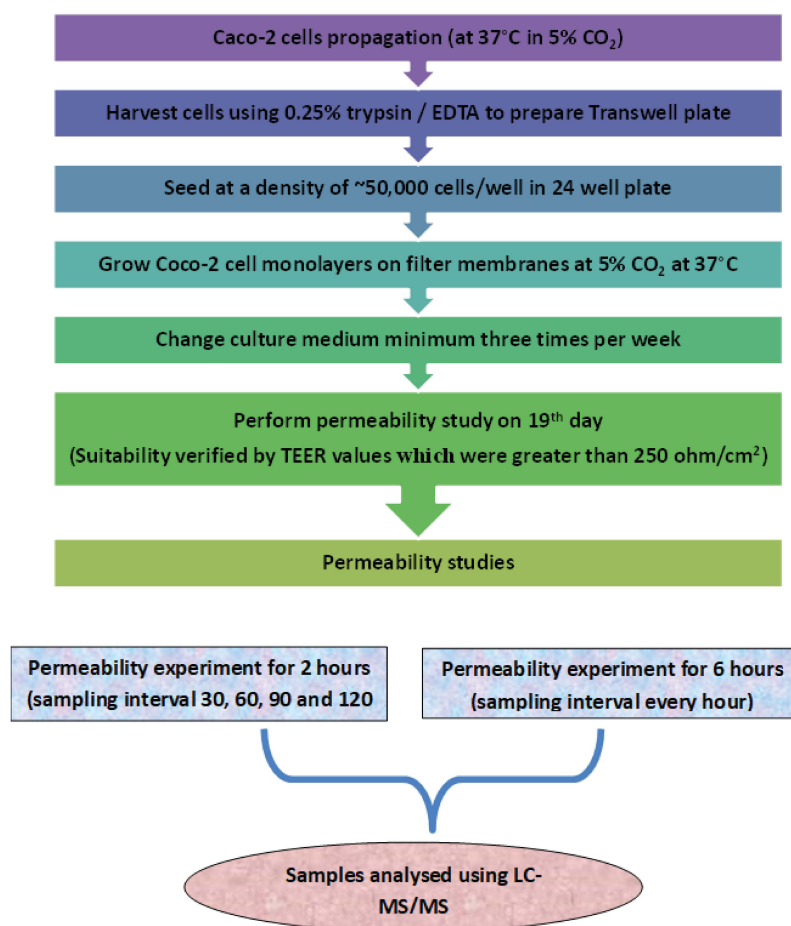 Caco-2 cells propagation (at 37°C in 5% CO₂)
Harvest cells using 0.25% trypsin / EDTA to prepare Transwell plate
Seed at a density of ~50,000 cells/well in 24 well plate
Grow Coco-2 cell monolayers on filter membranes at 5% CO₂ at 37°C
Change culture medium minimum three times per week
Perform permeability study on 19ᵗʰ day
(Suitability verified by TEER values which were greater than 250 ohm/cm²)
Permeability studies
Permeability experiment for 2 hours
(sampling interval 30, 60, 90 and 120
Permeability experiment for 6 hours
(sampling interval every hour)
Samples analysed using LC-
MS/MS